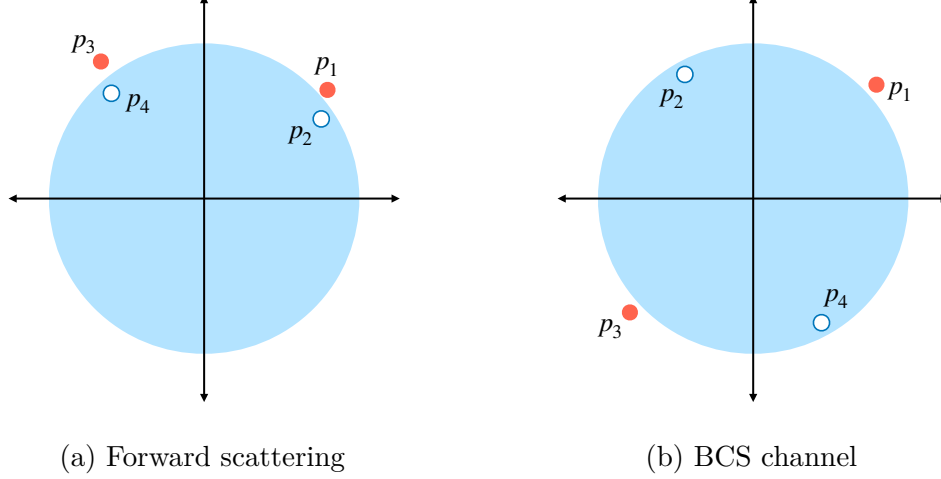 p₃
p₁
p₄
p₂
p₂
p₁
p₄
p₃
(a) Forward scattering
(b) BCS channel